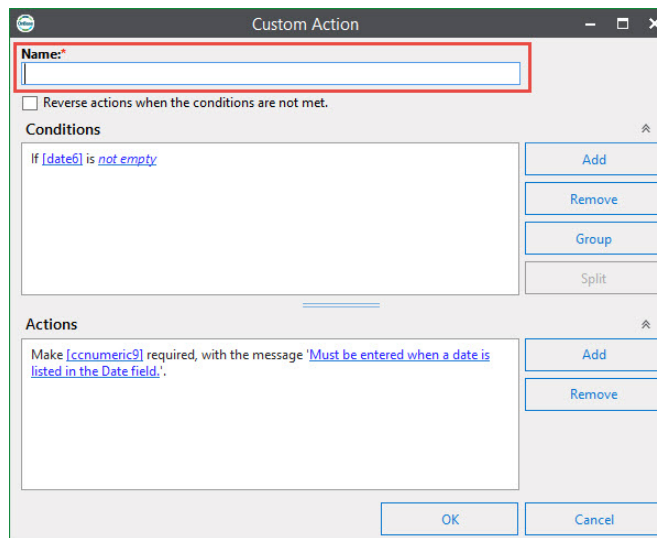 Custom Action
Name:*
Reverse actions when the conditions are not met.
Conditions
If [date6] is not empty
Add
Remove
Group
Split
Actions
Make [ccnumeric9] required, with the message 'Must be entered when a date is
listed in the Date field.'.
Add
Remove
OK
Cancel